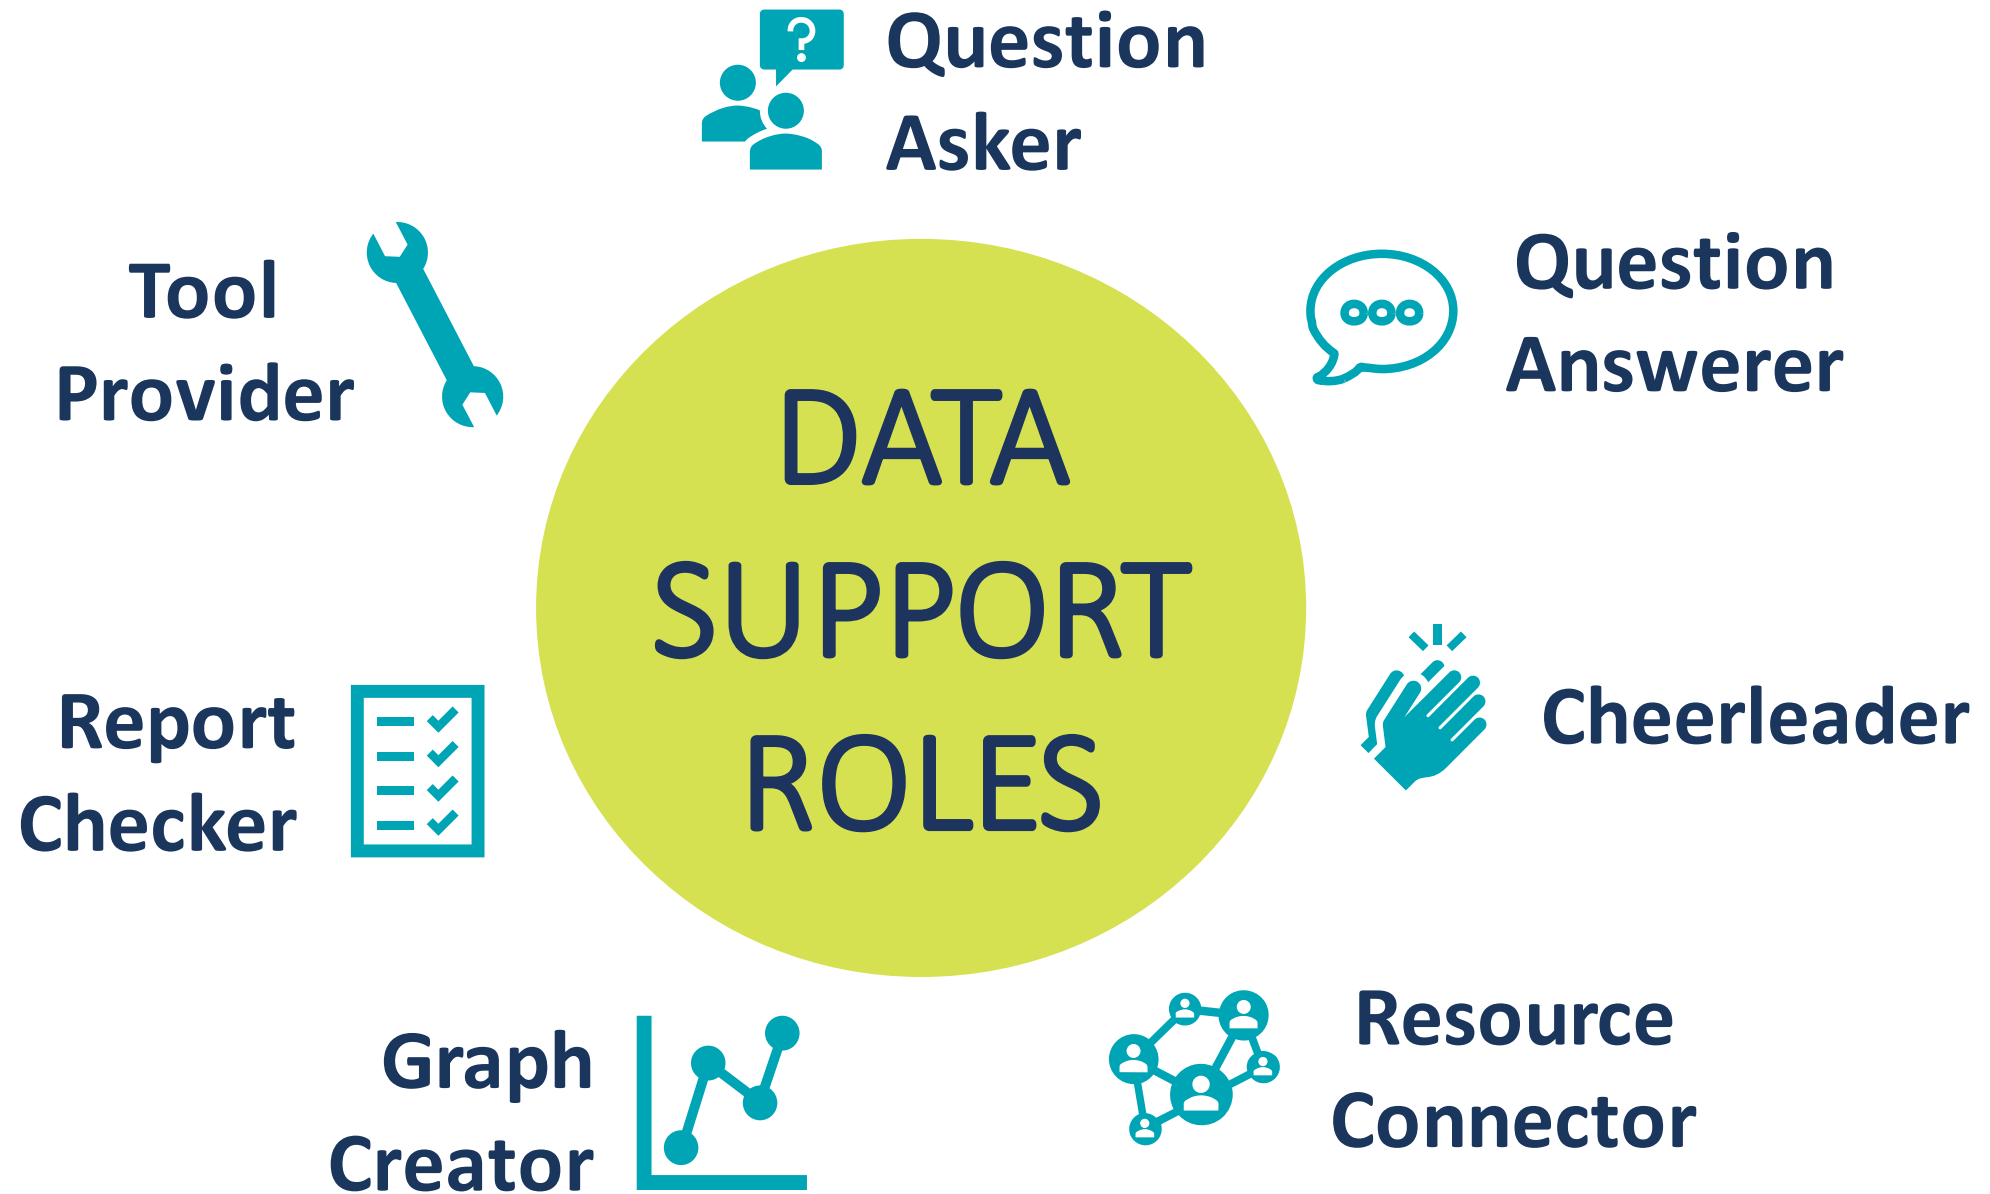 Question
Asker
?
Tool
Provider
Question
Answerer
DATA
SUPPORT
ROLES
Report
Checker
Cheerleader
Graph
Creator
Resource
Connector